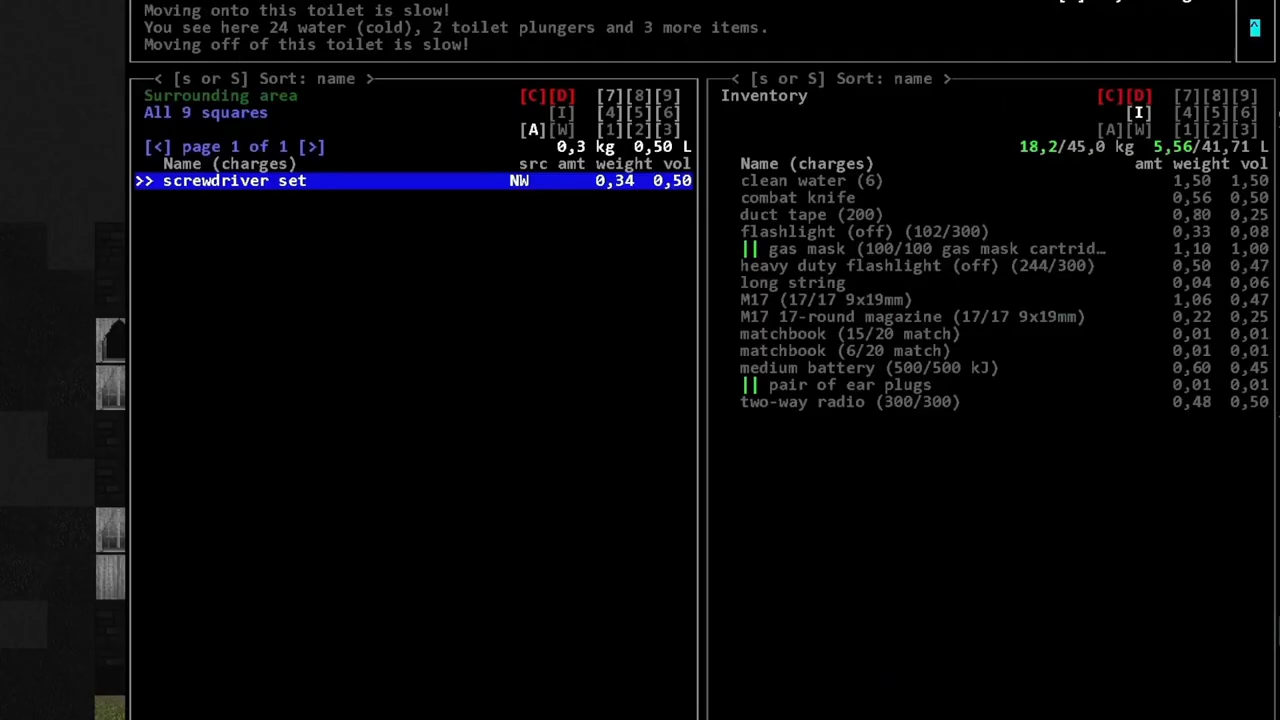 Moving onto this toilet is slow!
You see here 24 water (cold), 2 toilet plungers and 3 more items.
Moving off of this toilet is slow!
^
< [s or S] Sort: name >
Surrounding area [C][D] [7][8][9]
All 9 squares [I] [4][5][6]
[A][W] [1][2][3]
[<] page 1 of 1 [>] 0,3 kg 0,50 L
Name (charges) src amt weight vol
>> screwdriver set NW 0,34 0,50
< [s or S] Sort: name >
Inventory [C][D] [7][8][9]
[I] [4][5][6]
[A][W] [1][2][3]
18,2/45,0 kg 5,56/41,71 L
Name (charges) amt weight vol
clean water (6) 1,50 1,50
combat knife 0,56 0,50
duct tape (200) 0,80 0,25
flashlight (off) (102/300) 0,33 0,08
|| gas mask (100/100 gas mask cartrid… 1,10 1,00
heavy duty flashlight (off) (244/300) 0,50 0,47
long string 0,04 0,06
M17 (17/17 9x19mm) 1,06 0,47
M17 17-round magazine (17/17 9x19mm) 0,22 0,25
matchbook (15/20 match) 0,01 0,01
matchbook (6/20 match) 0,01 0,01
medium battery (500/500 kJ) 0,60 0,45
|| pair of ear plugs 0,01 0,01
two-way radio (300/300) 0,48 0,50